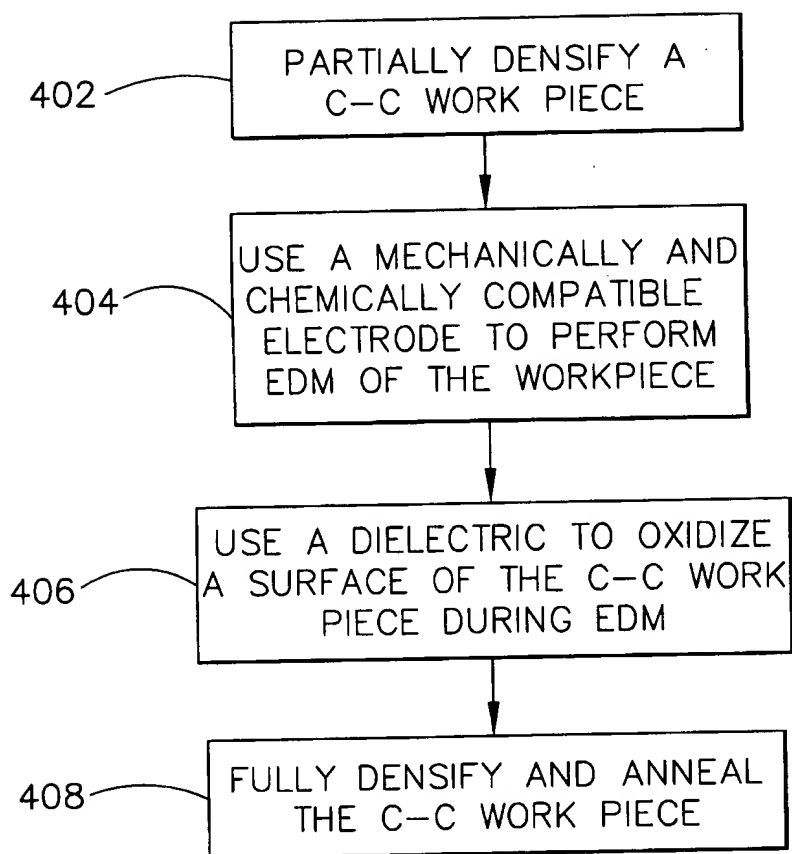 402
PARTIALLY DENSIFY A
C-C WORK PIECE
404
USE A MECHANICALLY AND
CHEMICALLY COMPATIBLE
ELECTRODE TO PERFORM
EDM OF THE WORKPIECE
406
USE A DIELECTRIC TO OXIDIZE
A SURFACE OF THE C-C WORK
PIECE DURING EDM
408
FULLY DENSIFY AND ANNEAL
THE C-C WORK PIECE